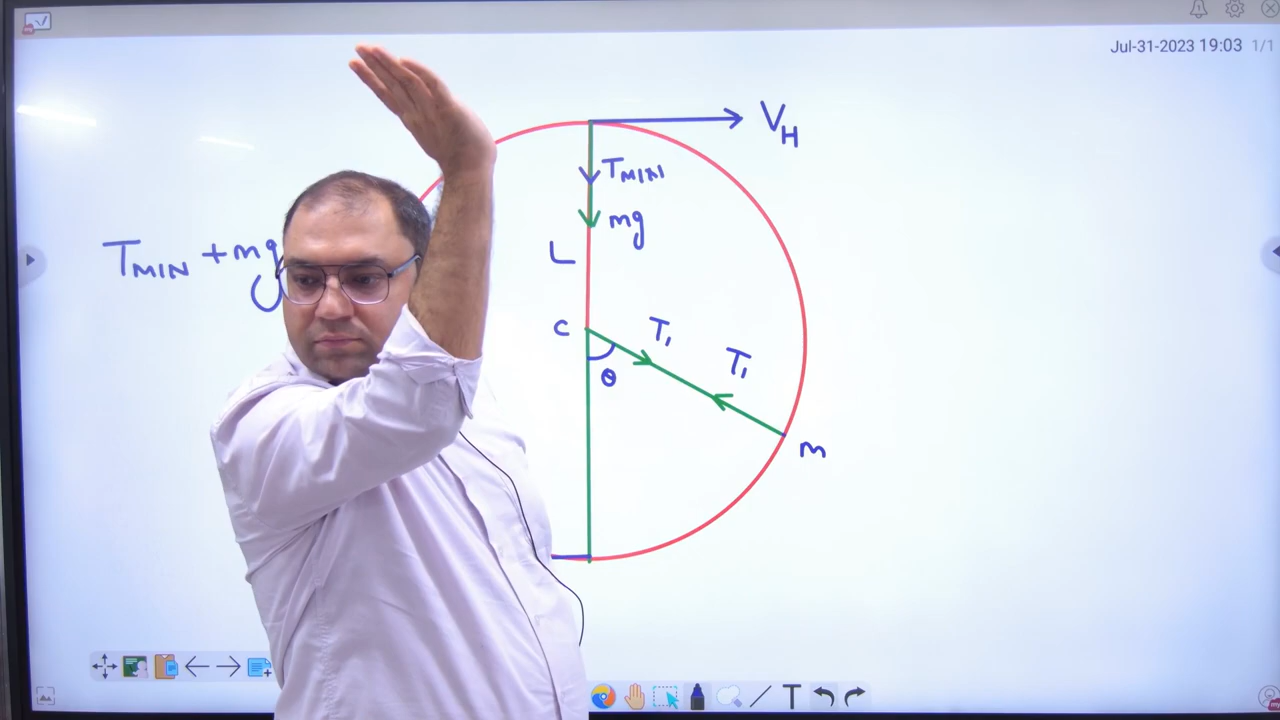 Jul-31-2023 19:03 1/1
V_H
T_MIN
mg
T_MIN + mg
L
C
T_1
T_1
θ
m
T